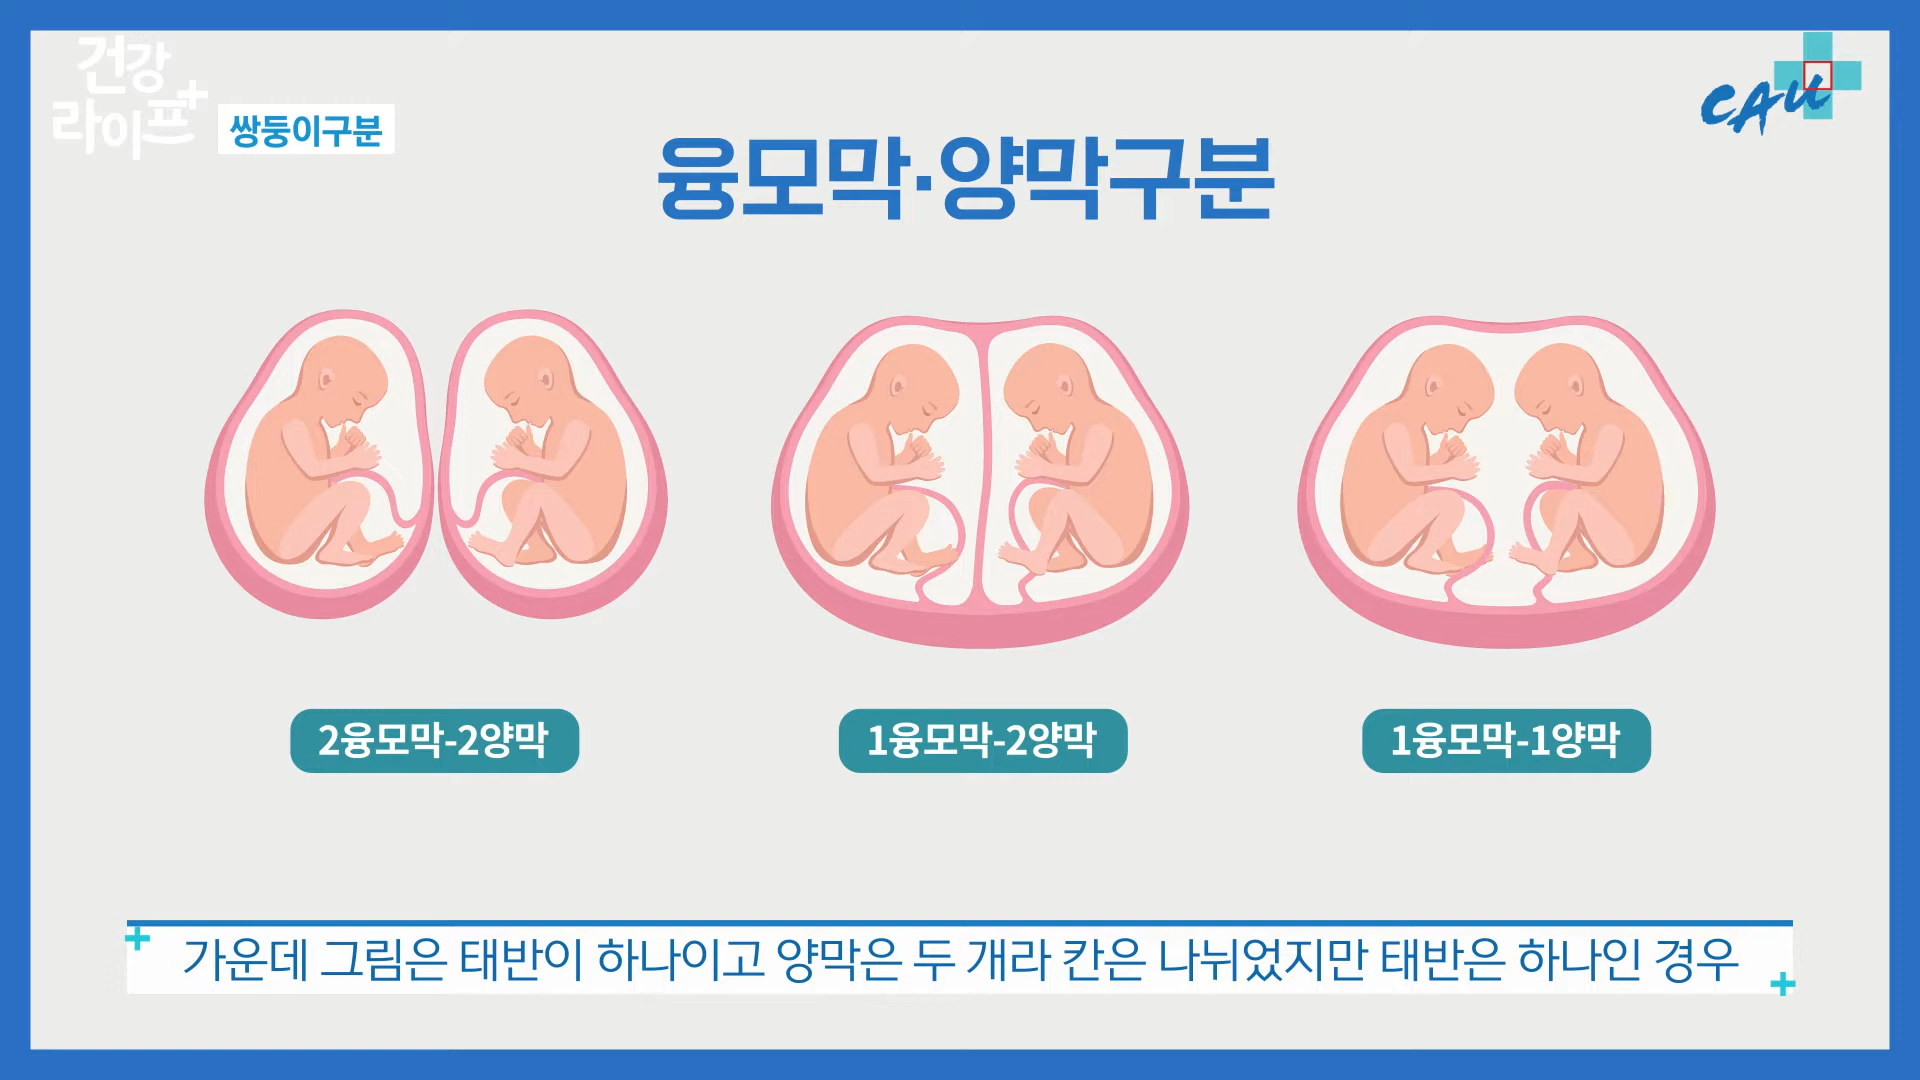 건강
라이프+
쌍둥이구분
CAU
융모막·양막구분
2융모막-2양막
1융모막-2양막
1융모막-1양막
가운데 그림은 태반이 하나이고 양막은 두 개라 칸은 나뉘었지만 태반은 하나인 경우